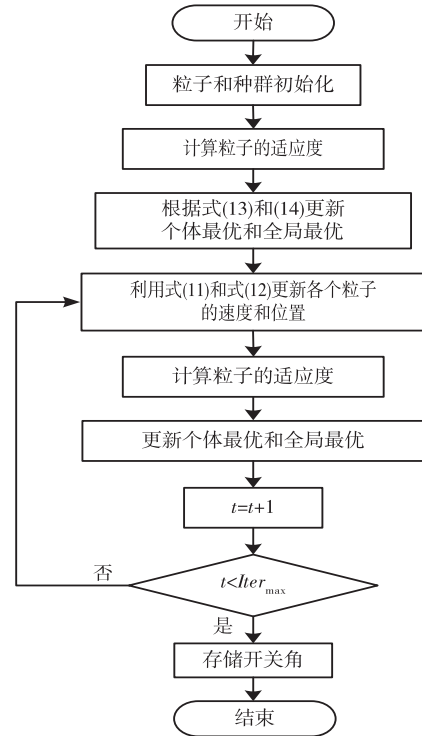 开始
粒子和种群初始化
计算粒子的适应度
根据式(13)和(14)更新
个体最优和全局最优
利用式(11)和式(12)更新各个粒子
的速度和位置
计算粒子的适应度
更新个体最优和全局最优
t=t+1
t<Iter_max
否
是
存储开关角
结束